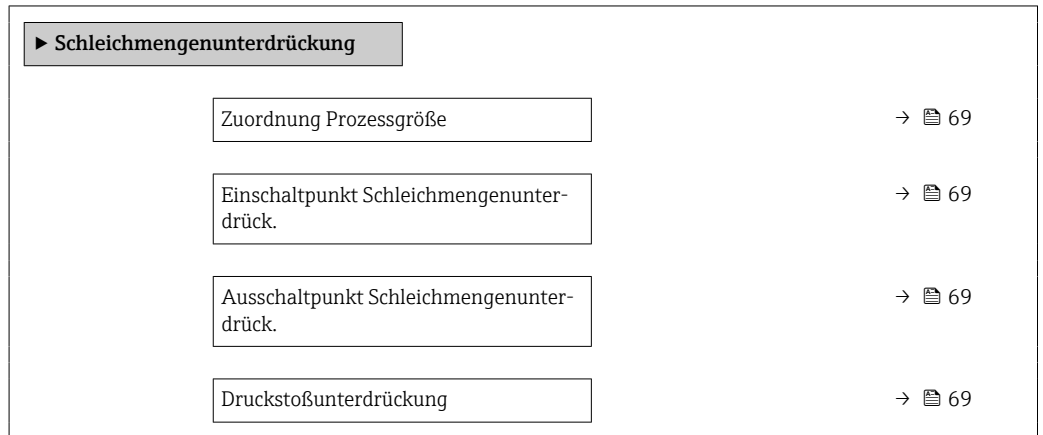 ► Schleichmengenunterdrückung
Zuordnung Prozessgröße → 69
Einschaltpunkt Schleichmengenunter- → 69
drück.
Ausschaltpunkt Schleichmengenunter- → 69
drück.
Druckstoßunterdrückung → 69